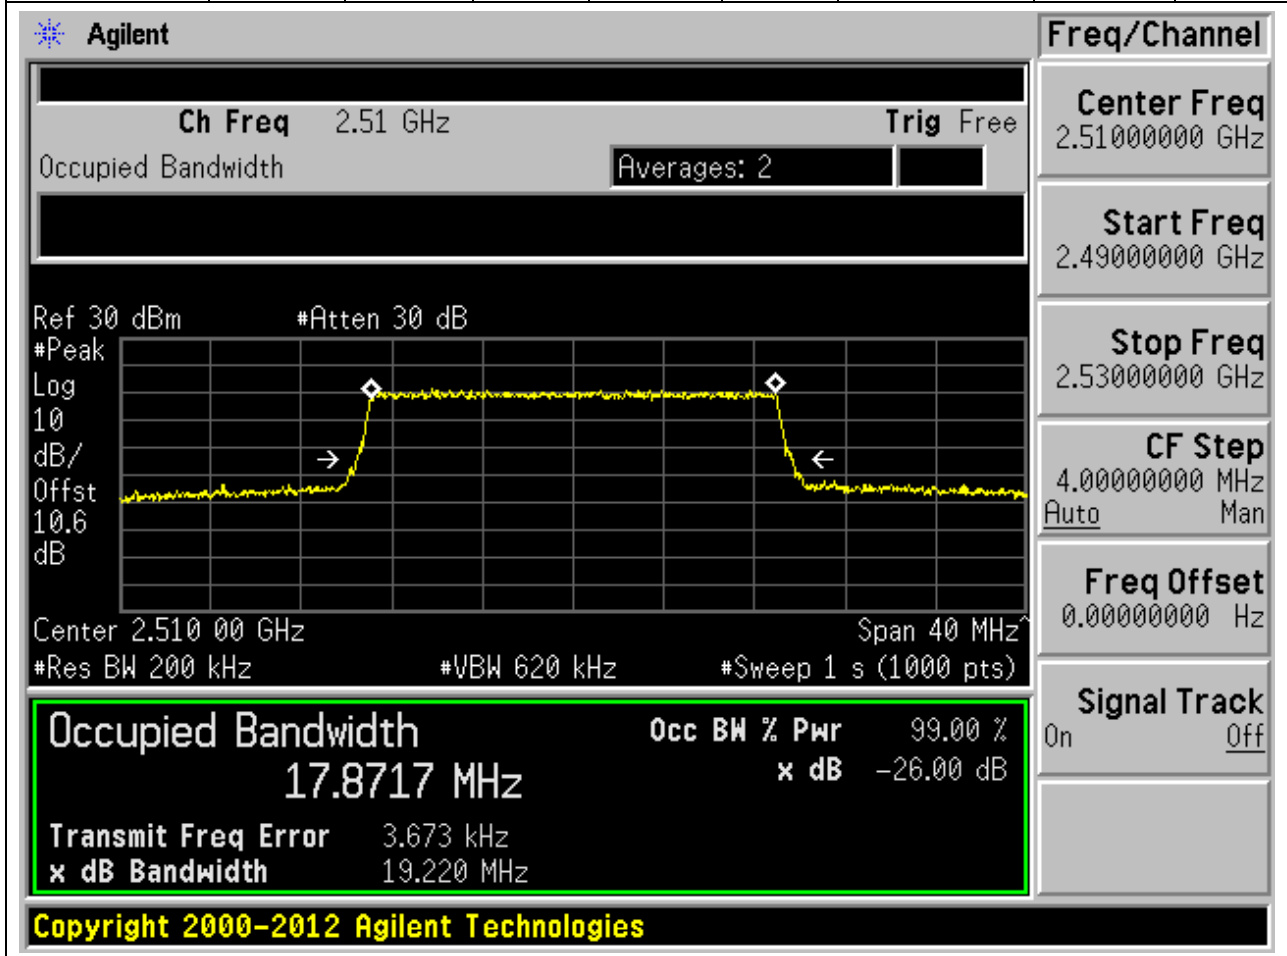 Agilent
Freq/Channel
Ch Freq 2.51 GHz Trig Free
Occupied Bandwidth Averages: 2
Center Freq
2.51000000 GHz
Start Freq
2.49000000 GHz
Stop Freq
2.53000000 GHz
CF Step
4.00000000 MHz
Auto Man
Freq Offset
0.00000000 Hz
Signal Track
On Off
Ref 30 dBm #Atten 30 dB
#Peak
Log
10
dB/
Offst
10.6
dB
Center 2.510 00 GHz Span 40 MHz^
#Res BW 200 kHz #VBW 620 kHz #Sweep 1 s (1000 pts)
Occupied Bandwidth Occ BW % Pwr 99.00 %
17.8717 MHz x dB -26.00 dB
Transmit Freq Error 3.673 kHz
x dB Bandwidth 19.220 MHz
Copyright 2000-2012 Agilent Technologies